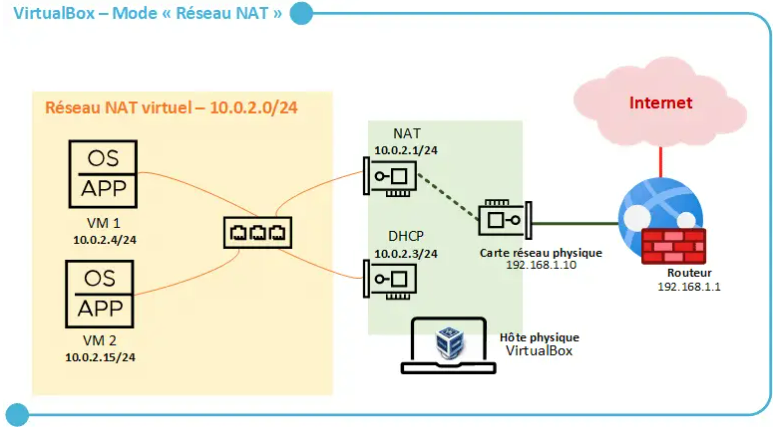 VirtualBox – Mode « Réseau NAT »
Réseau NAT virtuel – 10.0.2.0/24
OS
APP
VM 1
10.0.2.4/24
OS
APP
VM 2
10.0.2.15/24
NAT
10.0.2.1/24
DHCP
10.0.2.3/24
Carte réseau physique
192.168.1.10
Hôte physique
VirtualBox
Internet
Routeur
192.168.1.1